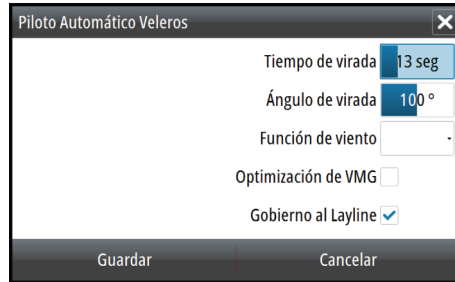 Piloto Automático Veleros
Tiempo de virada 13 seg
Ángulo de virada 100 °
Función de viento
Optimización de VMG
Gobierno al Layline
Guardar Cancelar